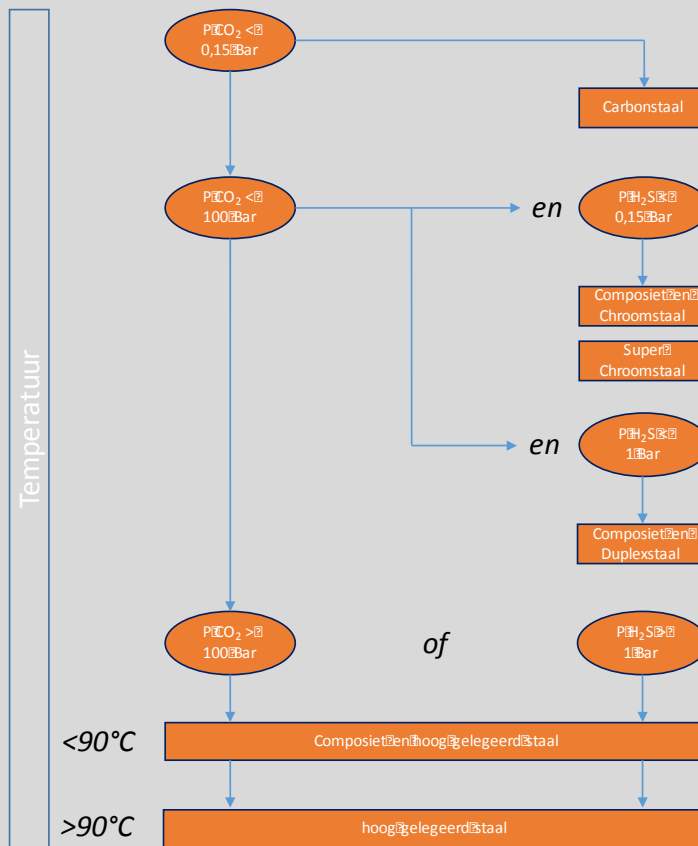 P CO₂ <
0,15 Bar
Carbonstaal
P CO₂ <
100 Bar
en
P H₂S <
0,15 Bar
Composiet en
Chroomstaal
Super
Chroomstaal
en
P H₂S <
1 Bar
Composiet en
Duplexstaal
Temperatuur
P CO₂ >
100 Bar
of
P H₂S >
1 Bar
<90°C
Composiet en hoog gelegeerd staal
>90°C
hoog gelegeerd staal